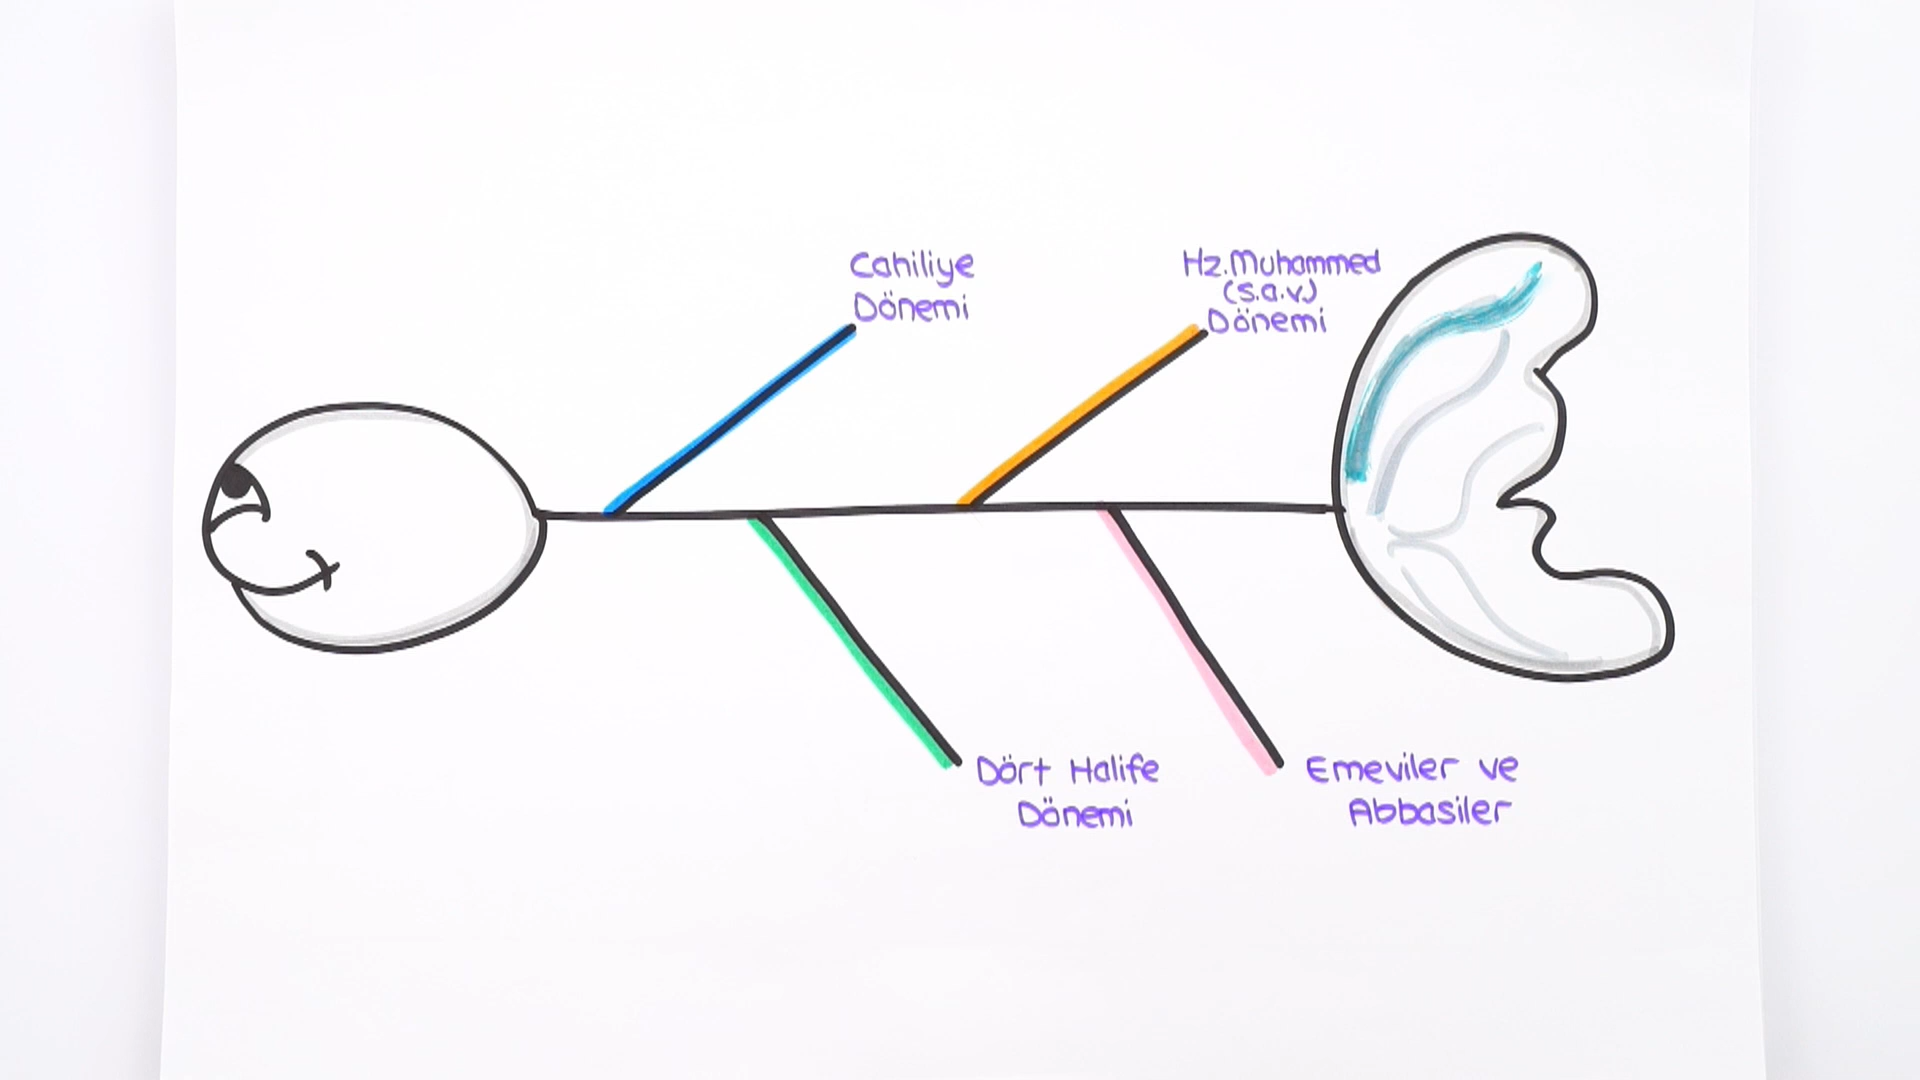 Cahiliye
Dönemi
Hz.Muhammed
(s.a.v)
Dönemi
Dört Halife
Dönemi
Emeviler ve
Abbasiler